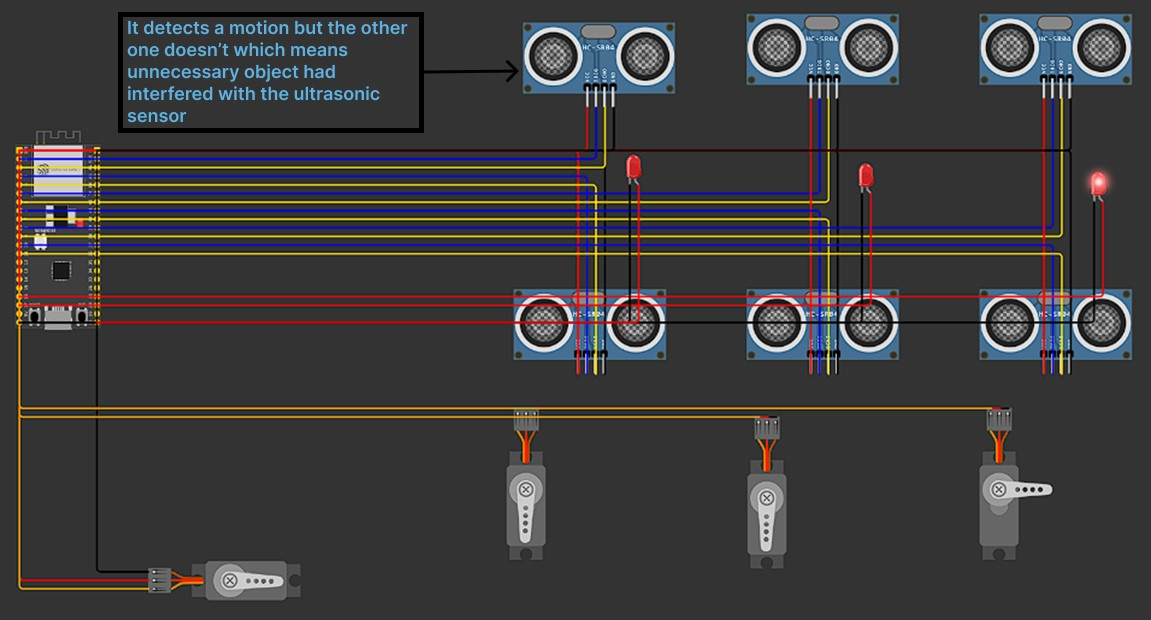 It detects a motion but the other
one doesn't which means
unnecessary object had
interfered with the ultrasonic
sensor
HC-SR04
HC-SR04
HC-SR04
HC-SR04
HC-SR04
HC-SR04